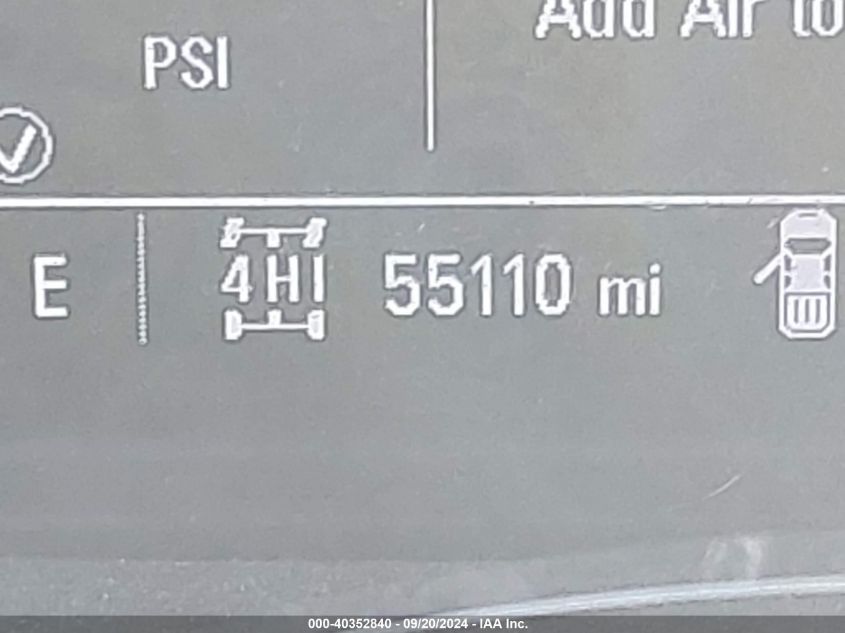 PSI
Add Air to
E
4HI
55110 mi
000-40352840 - 09/20/2024 - IAA Inc.